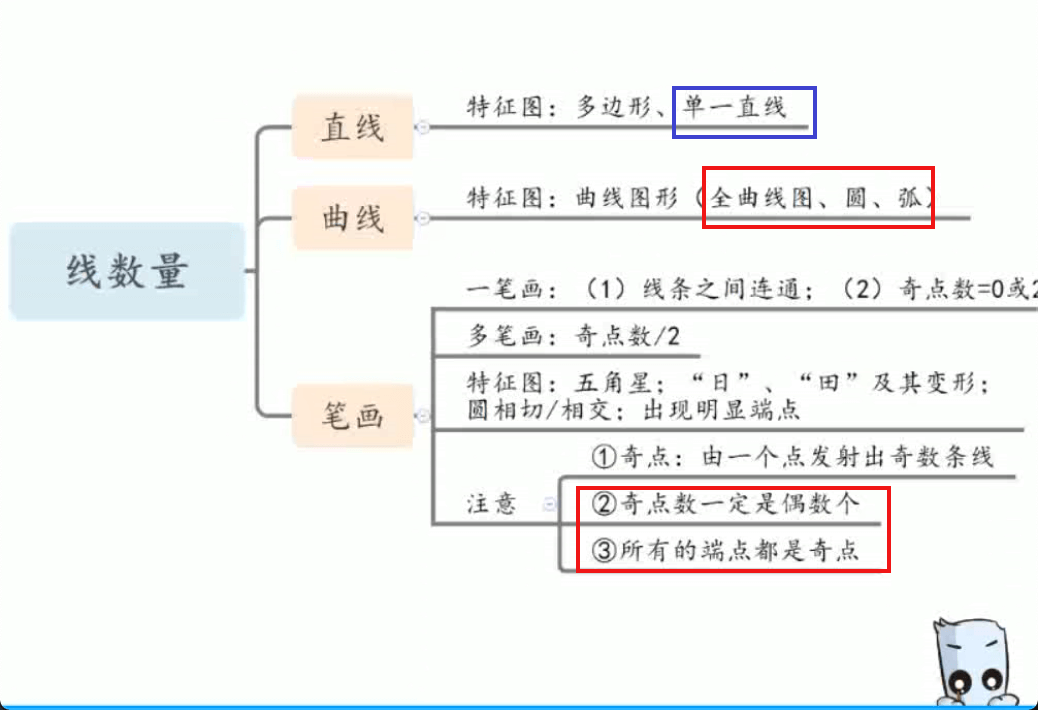 线数量
直线
特征图：多边形、单一直线
曲线
特征图：曲线图形（全曲线图、圆、弧）
笔画
一笔画：（1）线条之间连通；（2）奇点数=0或2
多笔画：奇点数/2
特征图：五角星；“日”、“田”及其变形；
圆相切/相交；出现明显端点
注意
①奇点：由一个点发射出奇数条线
②奇点数一定是偶数个
③所有的端点都是奇点